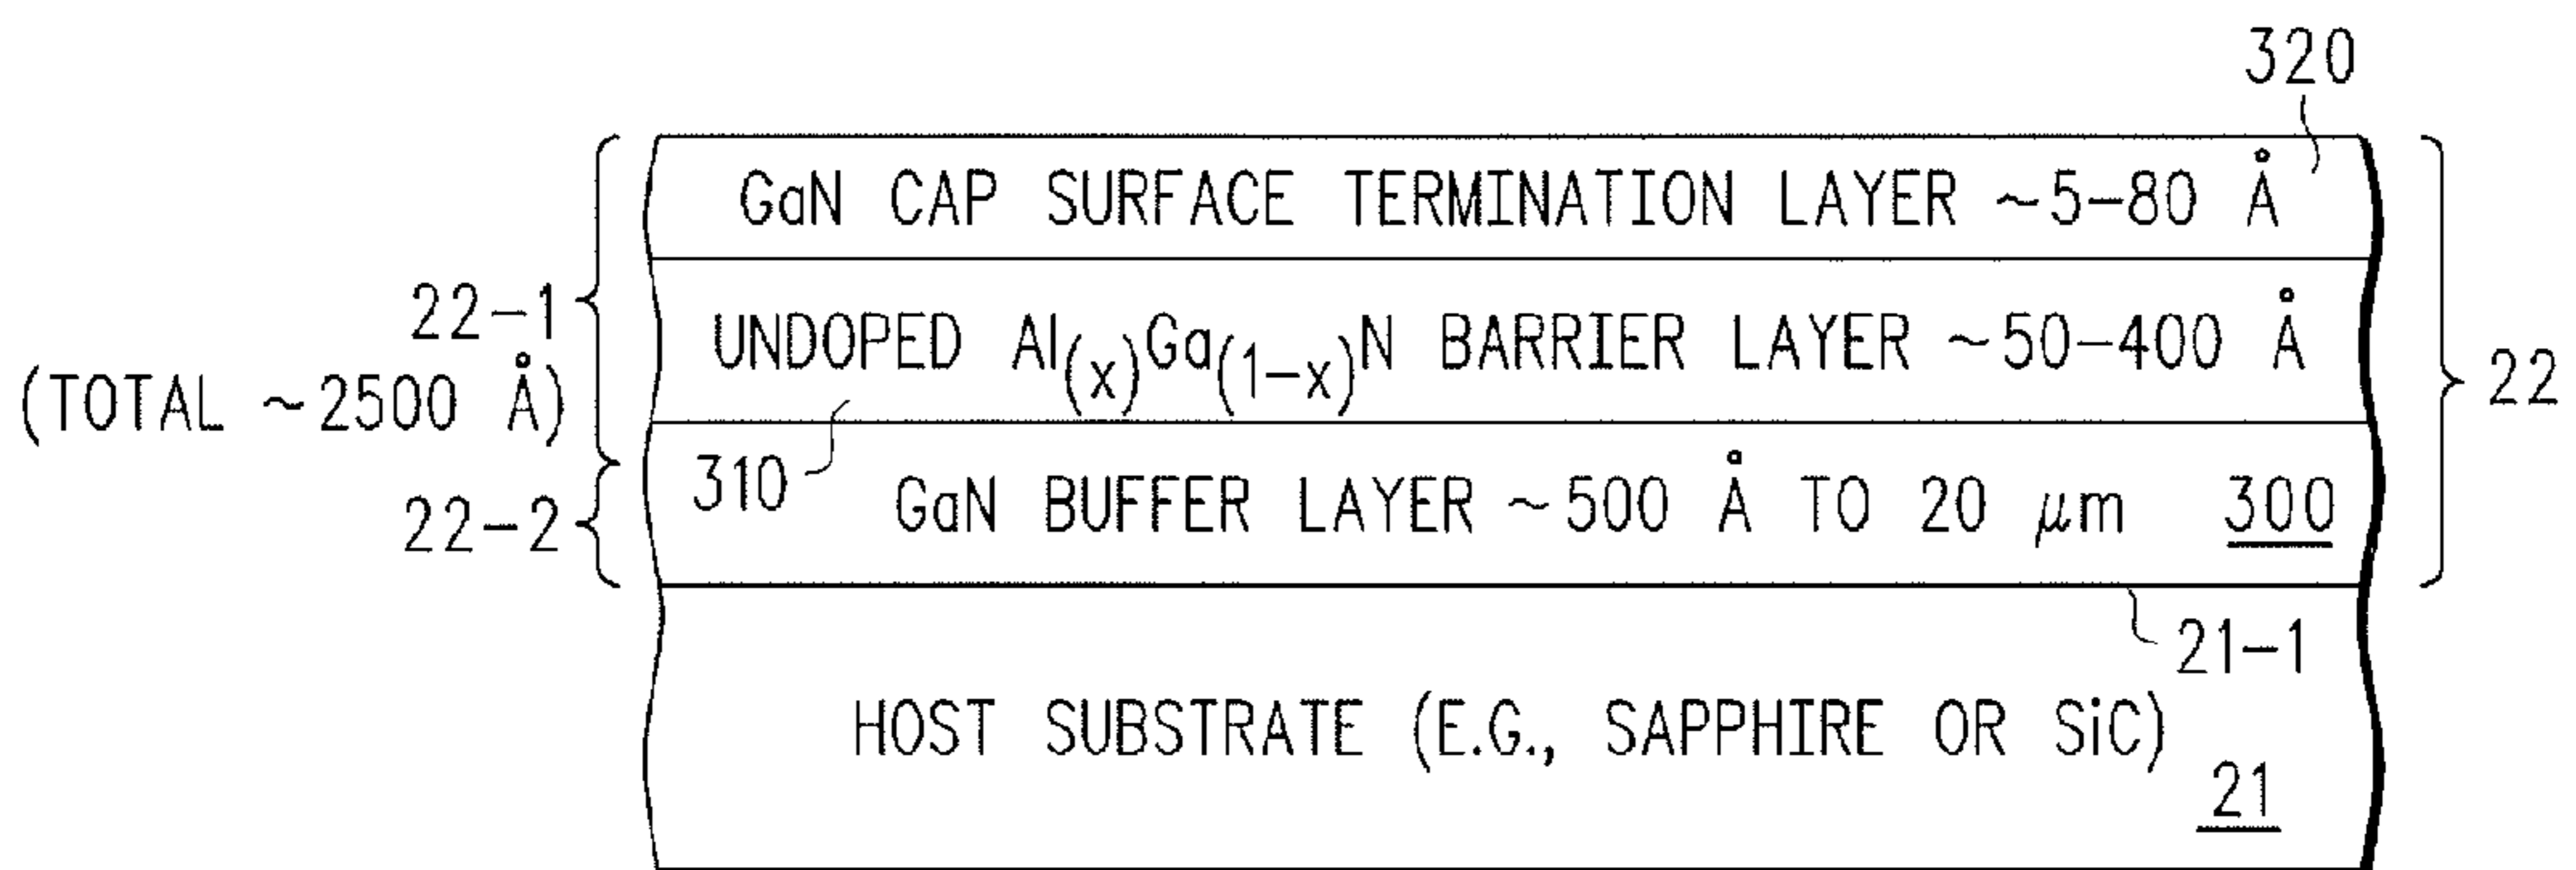 320
GaN CAP SURFACE TERMINATION LAYER ~5-80 Å
22-1
(TOTAL ~2500 Å)
UNDOPED Al(x)Ga(1-x)N BARRIER LAYER ~50-400 Å
22
310
22-2
GaN BUFFER LAYER ~500 Å TO 20 μm 300
21-1
HOST SUBSTRATE (E.G., SAPPHIRE OR SiC)
21